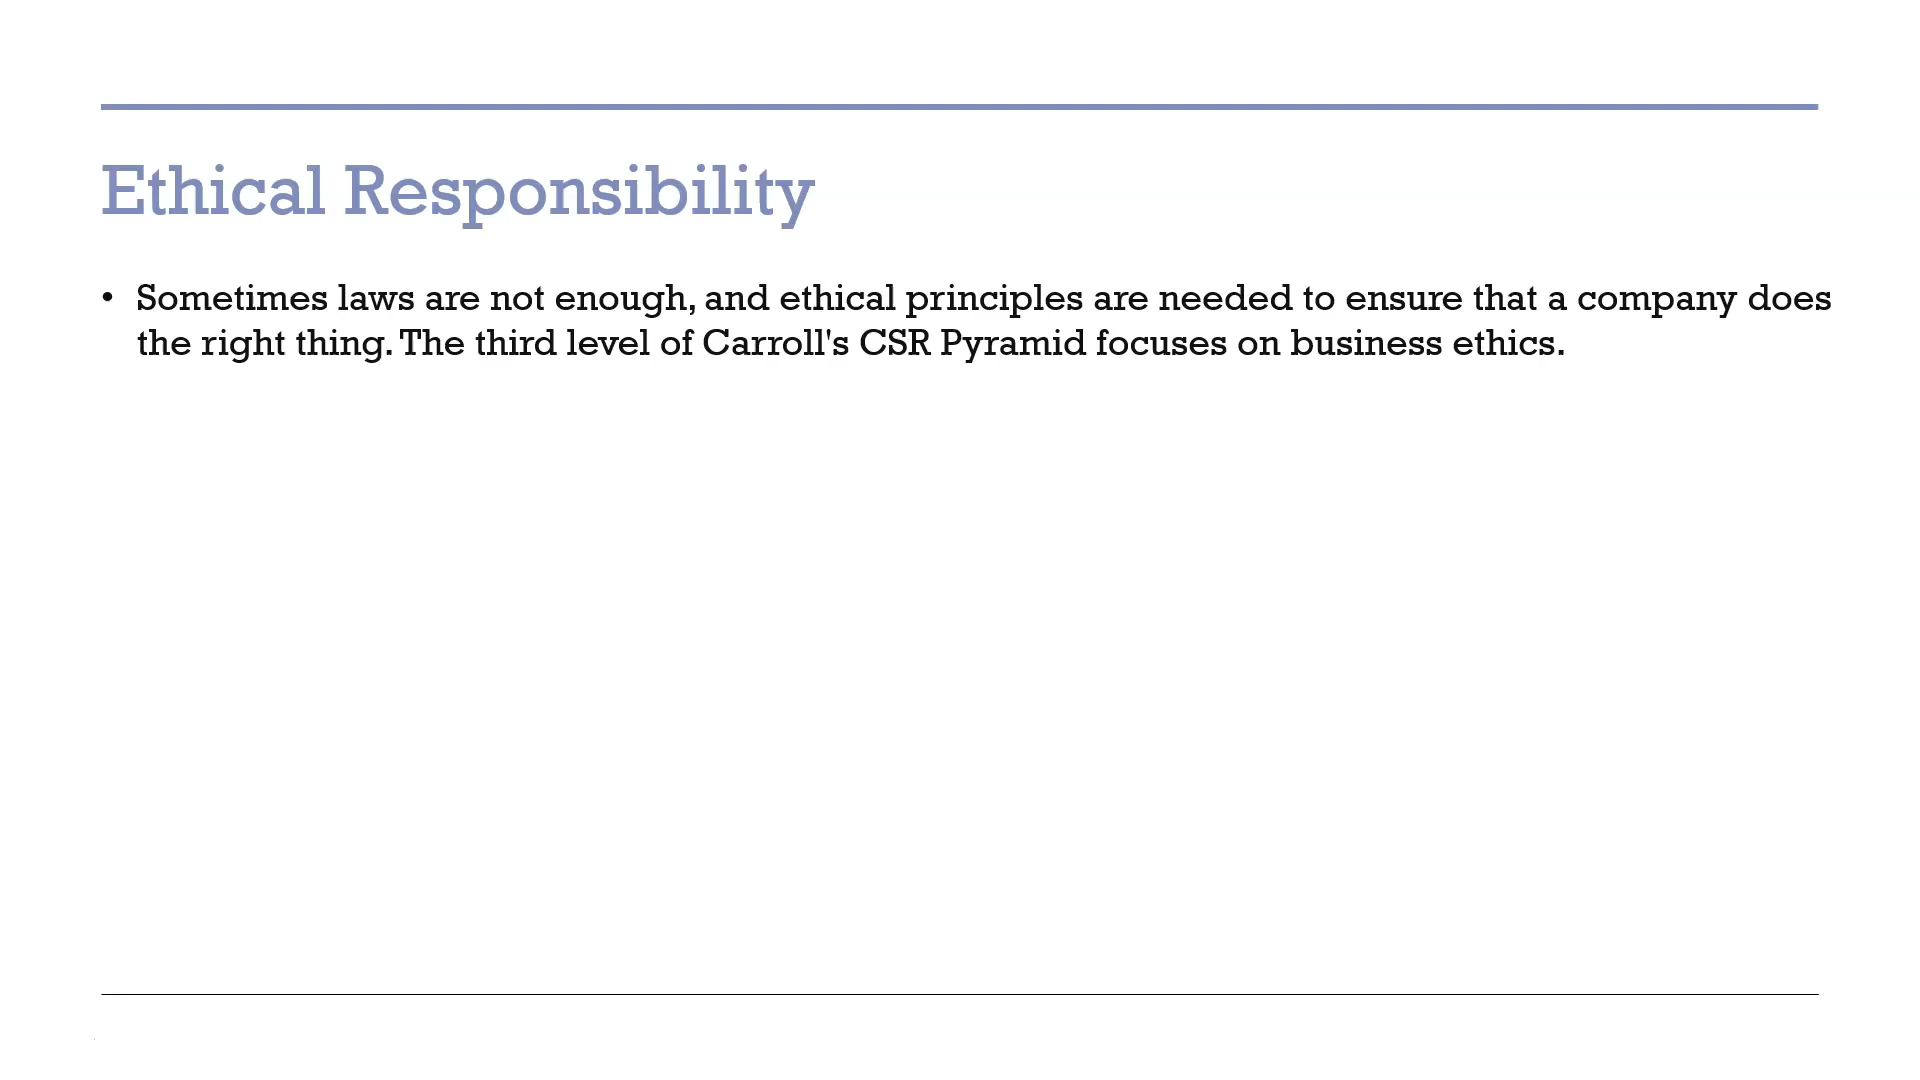 Ethical Responsibility
• Sometimes laws are not enough, and ethical principles are needed to ensure that a company does
the right thing. The third level of Carroll's CSR Pyramid focuses on business ethics.